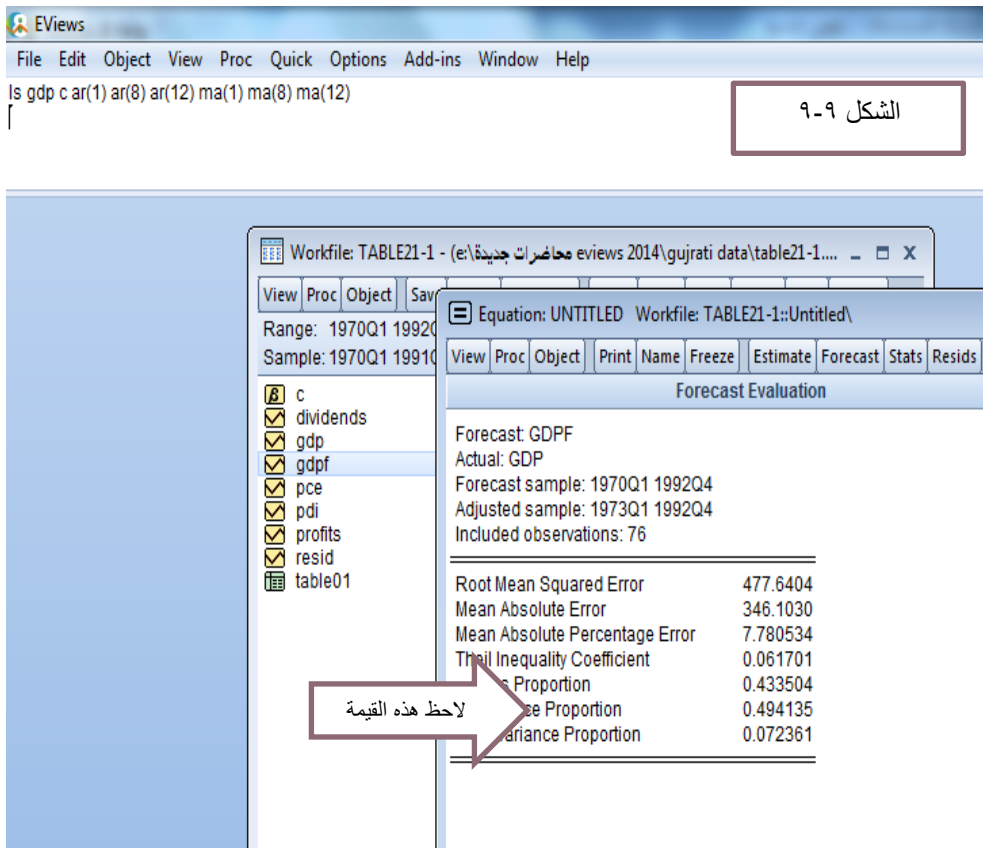 EViews
File Edit Object View Proc Quick Options Add-ins Window Help
ls gdp c ar(1) ar(8) ar(12) ma(1) ma(8) ma(12)
الشكل ٩-٩
Workfile: TABLE21-1 - (e:\محاضرات جديدة eviews 2014\gujrati data\table21-1....
View Proc Object
Range: 1970Q1
Sample: 1970Q1
c
dividends
gdp
gdpf
pce
pdi
profits
resid
table01
Equation: UNTITLED Workfile: TABLE21-1::Untitled\
View Proc Object Print Name Freeze Estimate Forecast Stats Resids
Forecast Evaluation
Forecast: GDPF
Actual: GDP
Forecast sample: 1970Q1 1992Q4
Adjusted sample: 1973Q1 1992Q4
Included observations: 76
Root Mean Squared Error 477.6404
Mean Absolute Error 346.1030
Mean Absolute Percentage Error 7.780534
Theil Inequality Coefficient 0.061701
Proportion 0.433504
Proportion 0.494135
Proportion 0.072361
لاحظ هذه القيمة